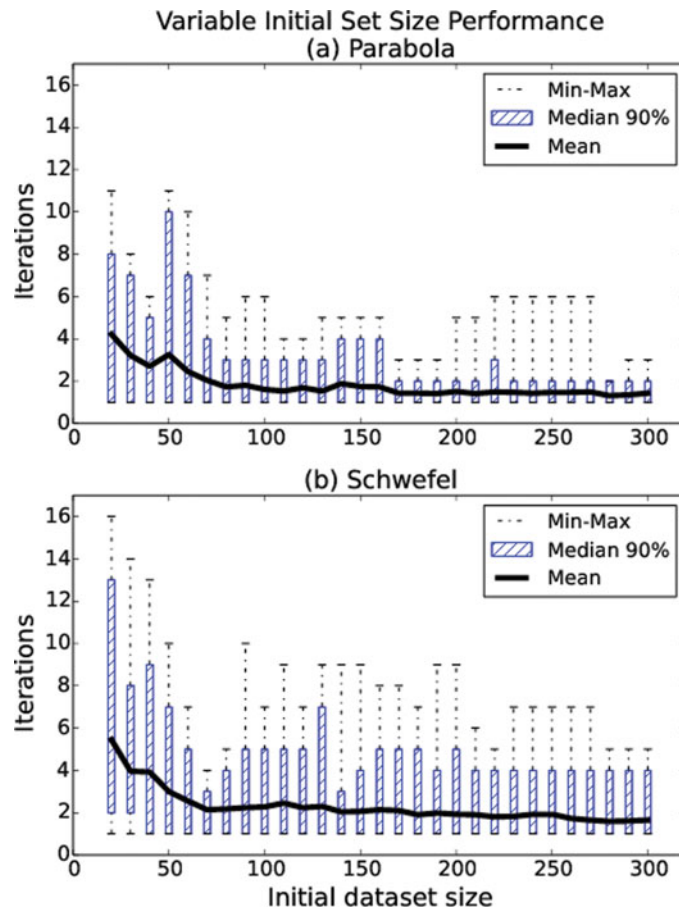 Variable Initial Set Size Performance
(a) Parabola
16
14
12
10
8
6
4
2
0
Iterations
Min-Max
Median 90%
Mean
0 50 100 150 200 250 300
(b) Schwefel
16
14
12
10
8
6
4
2
0
Iterations
Min-Max
Median 90%
Mean
0 50 100 150 200 250 300
Initial dataset size